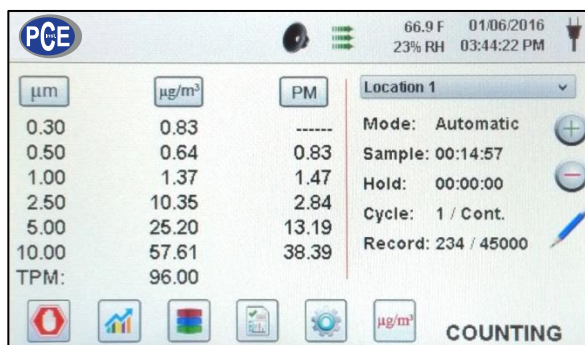 PCE
66.9 F 01/06/2016
23% RH 03:44:22 PM
µm µg/m³ PM
Location 1
0.30 0.83 ------
0.50 0.64 0.83
1.00 1.37 1.47
2.50 10.35 2.84
5.00 25.20 13.19
10.00 57.61 38.39
TPM: 96.00
Mode: Automatic
Sample: 00:14:57
Hold: 00:00:00
Cycle: 1 / Cont.
Record: 234 / 45000
µg/m³
COUNTING